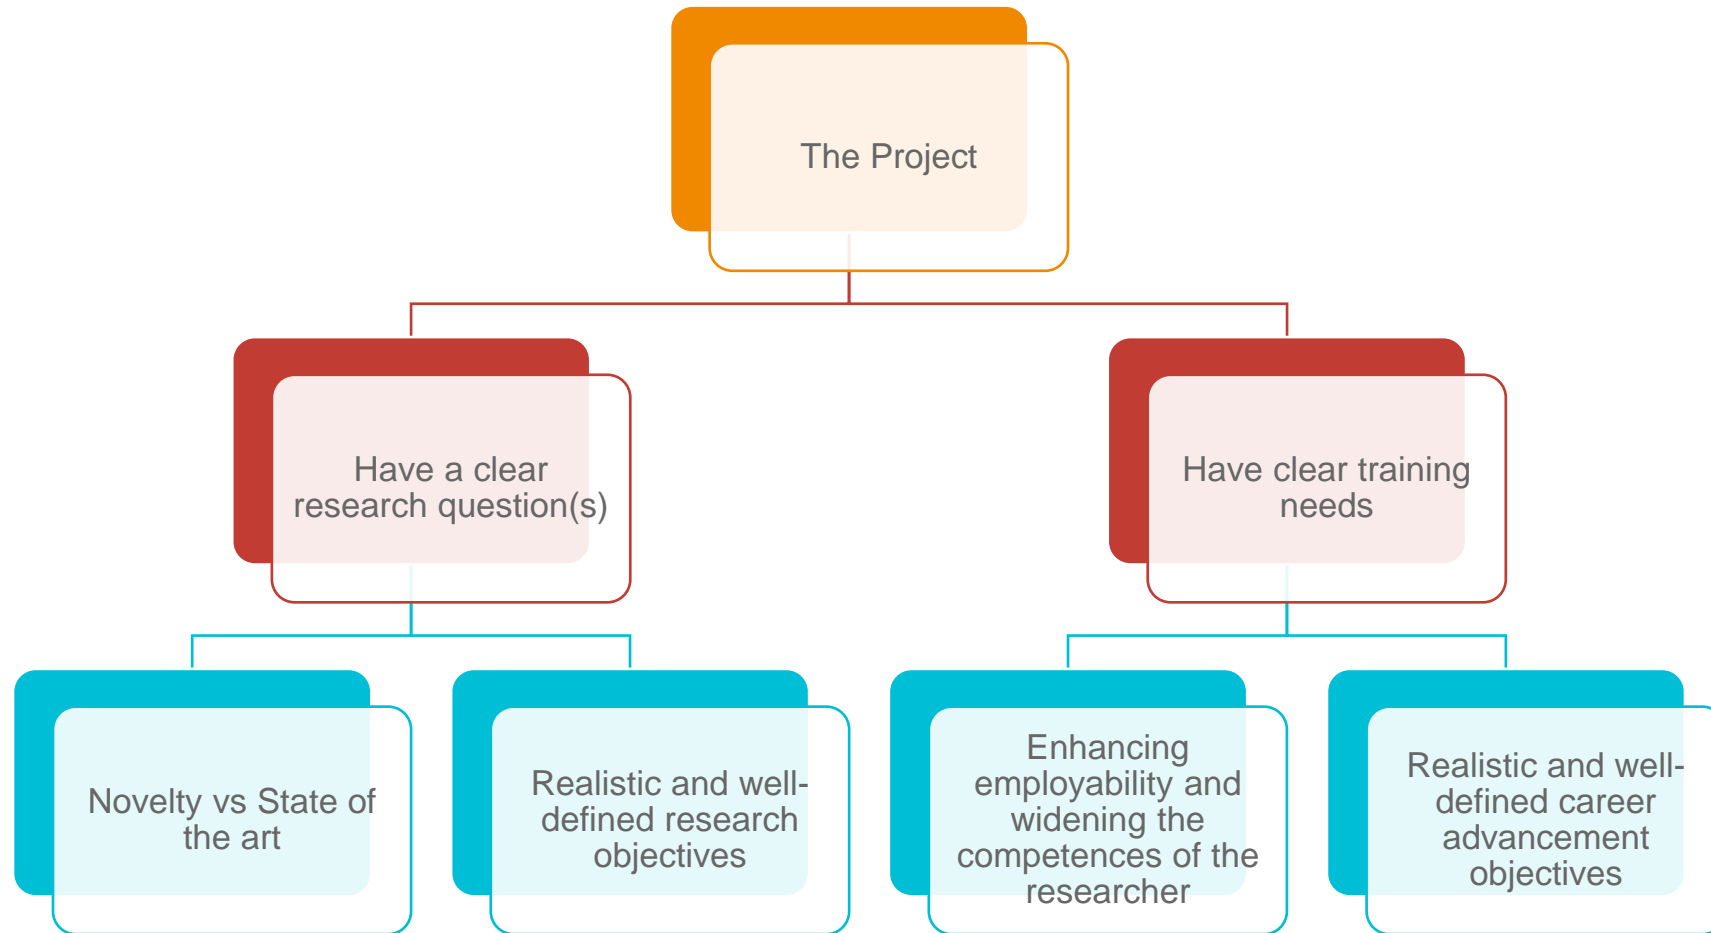 The Project
Have a clear
research question(s)
Have clear training
needs
Novelty vs State of
the art
Realistic and well-
defined research
objectives
Enhancing
employability and
widening the
competences of the
researcher
Realistic and well-
defined career
advancement
objectives